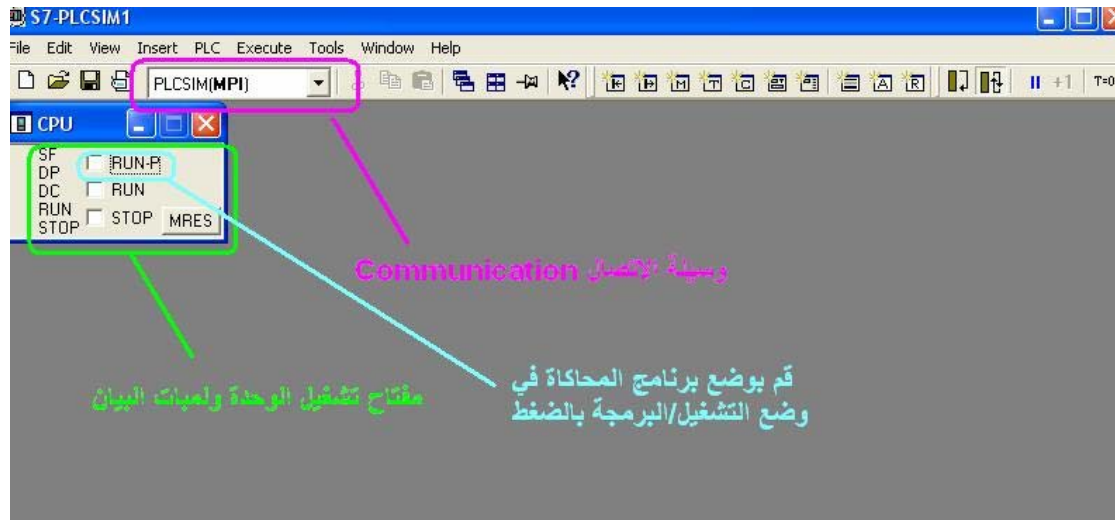 S7-PLCSIM1
File Edit View Insert PLC Execute Tools Window Help
PLCSIM(MPI) T=0
CPU
SF
DP
DC
RUN
STOP
RUN-P
RUN
STOP MRES
وسيلة الإتصال Communication
قم بوضع برنامج المحاكاة في
وضع التشغيل/البرمجة بالضغط
مفتاح تشغيل الوحدة ولمبات البيان